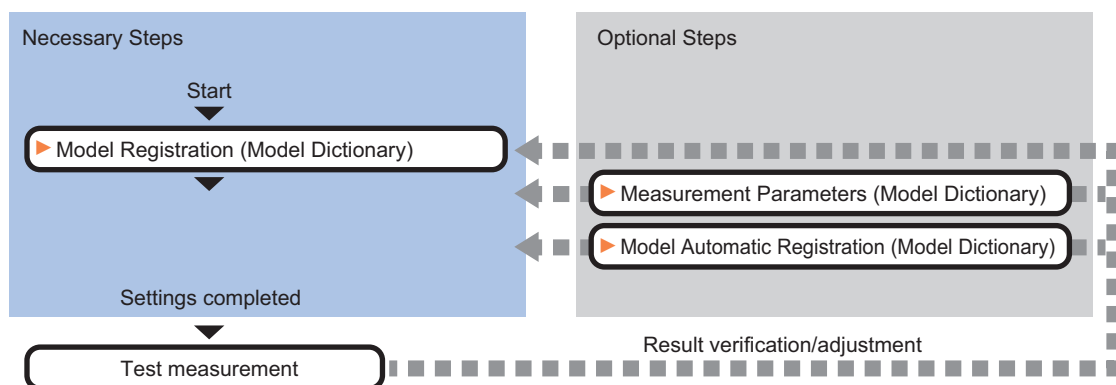 Necessary Steps
Optional Steps
Start
Model Registration (Model Dictionary)
Measurement Parameters (Model Dictionary)
Model Automatic Registration (Model Dictionary)
Settings completed
Result verification/adjustment
Test measurement